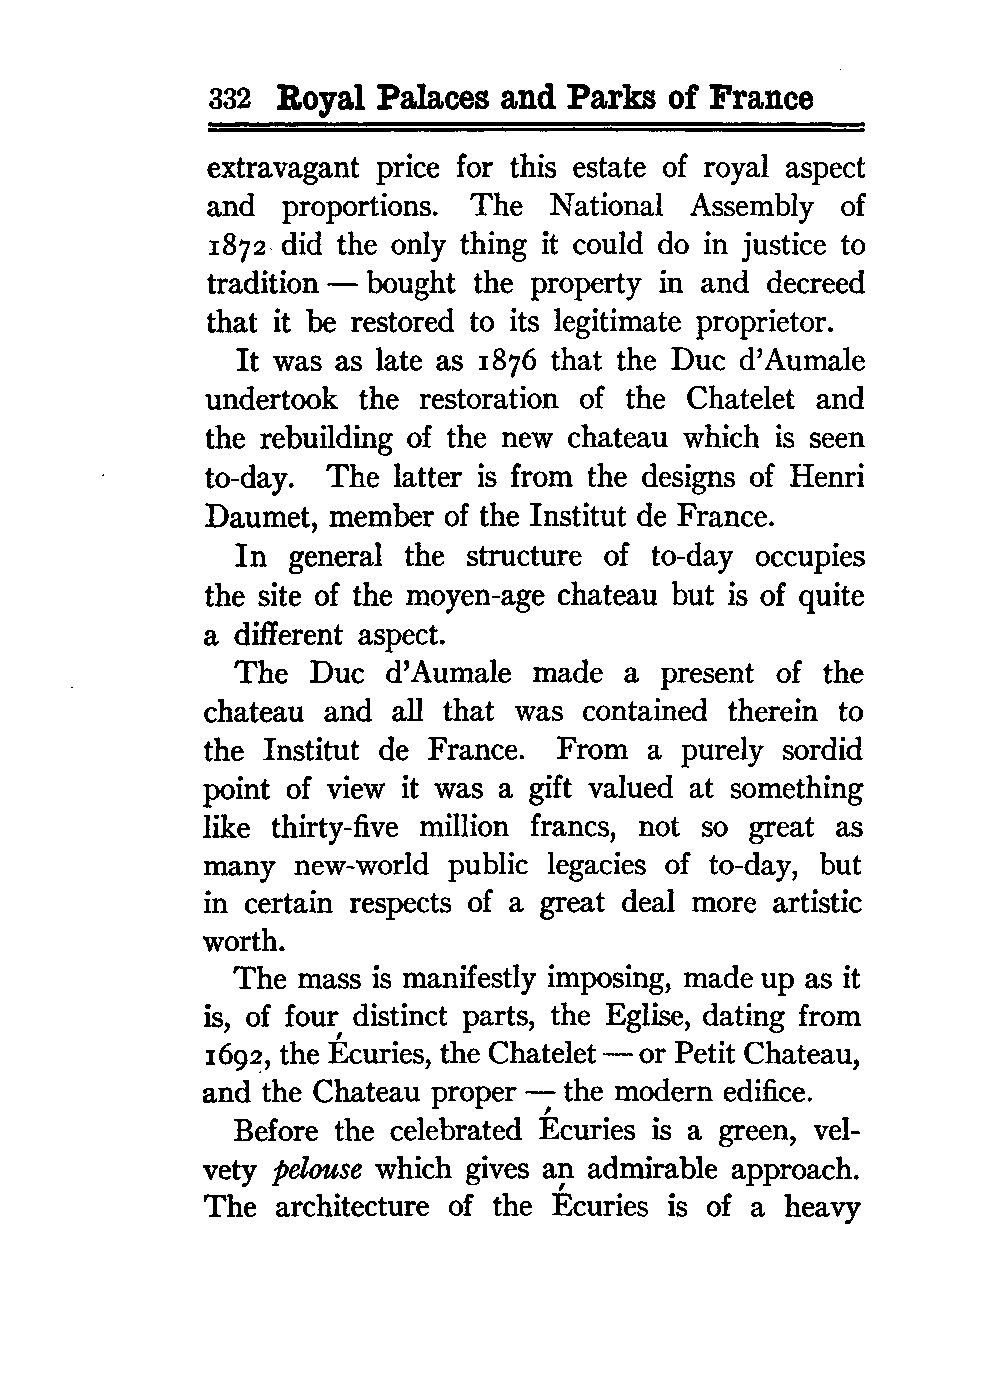 332 Royal Palaces and Parks of France
extravagant price for this estate of royal aspect
and proportions. The National Assembly of
1872 did the only thing it could do in justice to
tradition — bought the property in and decreed
that it be restored to its legitimate proprietor.
It was as late as 1876 that the Duc d'Aumale
undertook the restoration of the Chatelet and
the rebuilding of the new chateau which is seen
to-day. The latter is from the designs of Henri
Daumet, member of the Institut de France.
In general the structure of to-day occupies
the site of the moyen-age chateau but is of quite
a different aspect.
The Duc d'Aumale made a present of the
chateau and all that was contained therein to
the Institut de France. From a purely sordid
point of view it was a gift valued at something
like thirty-five million francs, not so great as
many new-world public legacies of to-day, but
in certain respects of a great deal more artistic
worth.
The mass is manifestly imposing, made up as it
is, of four distinct parts, the Eglise, dating from
1692, the Écuries, the Chatelet — or Petit Chateau,
and the Chateau proper — the modern edifice.
Before the celebrated Écuries is a green, vel-
vety pelouse which gives an admirable approach.
The architecture of the Écuries is of a heavy